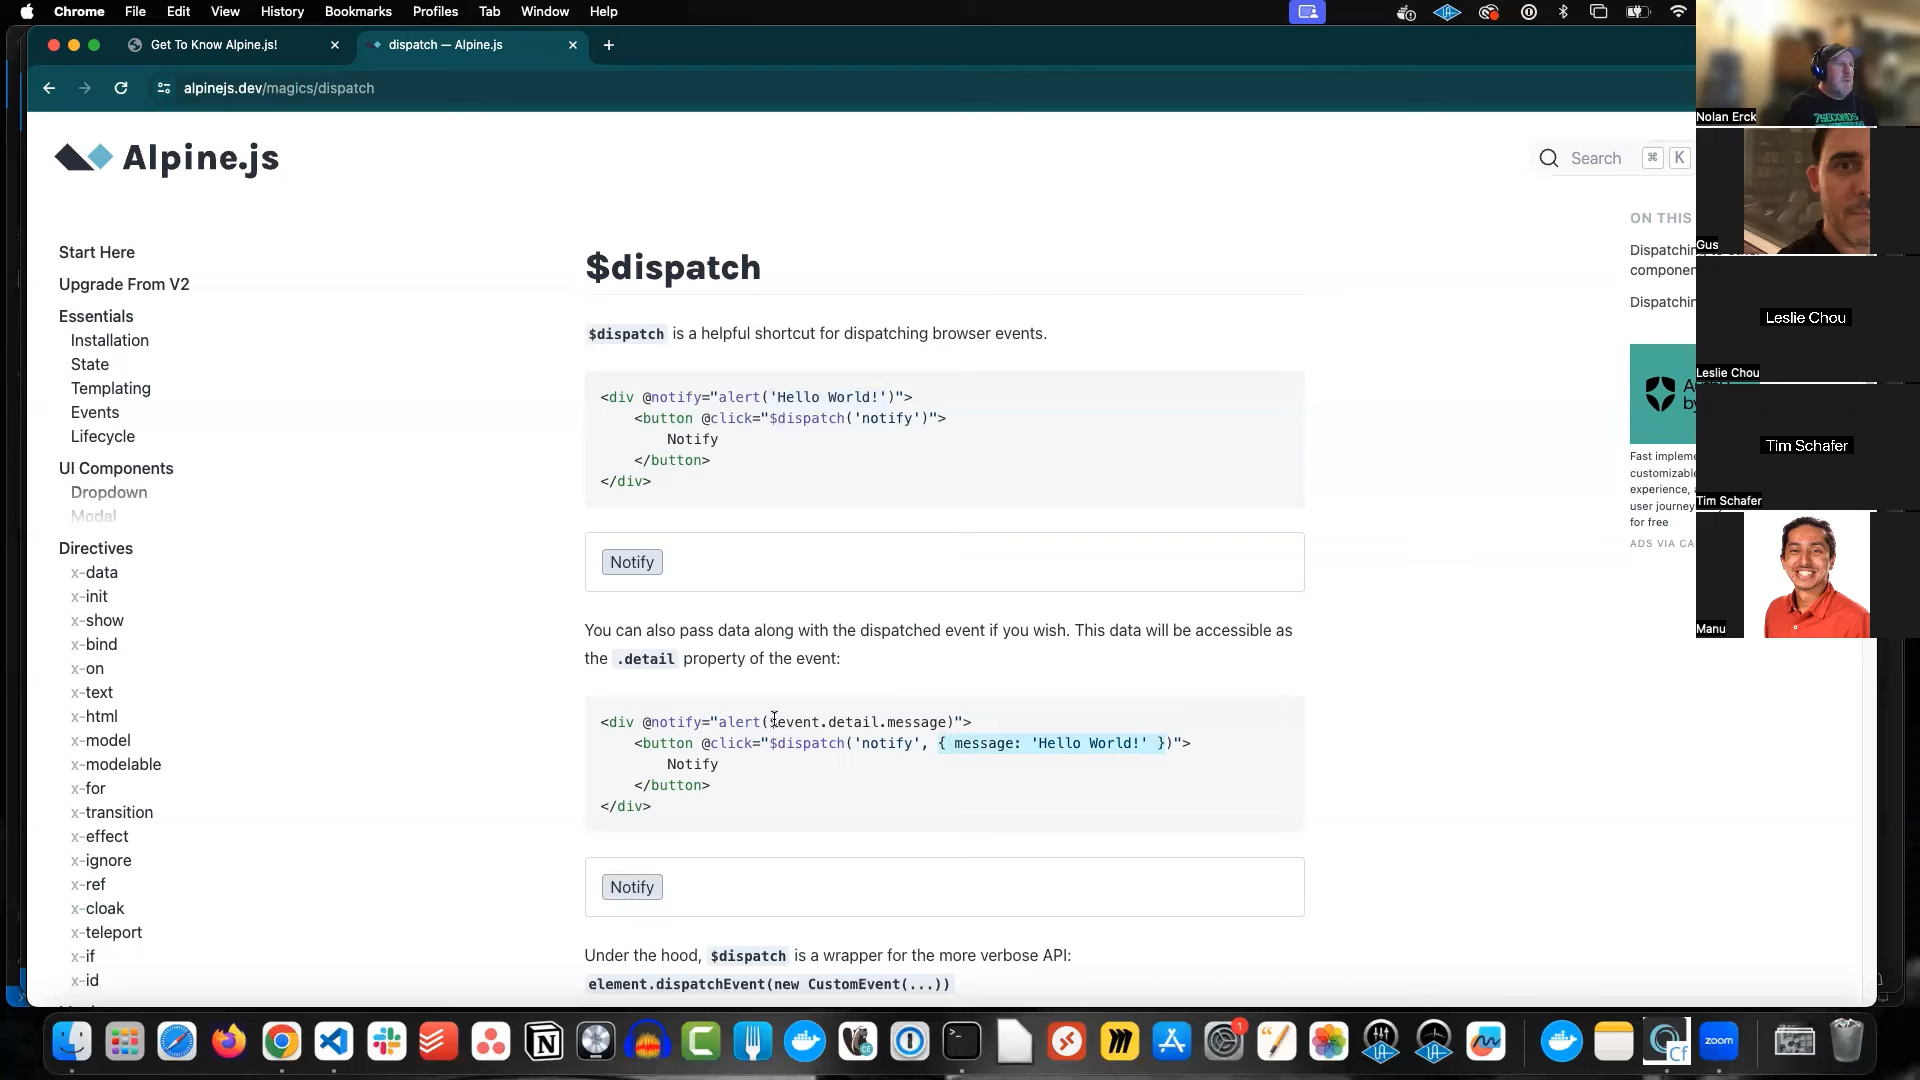 Chrome File Edit View History Bookmarks Profiles Tab Window Help
Get To Know Alpine.js!
dispatch — Alpine.js
alpinejs.dev/magics/dispatch
Alpine.js
Search ⌘ K
Start Here
Upgrade From V2
Essentials
Installation
State
Templating
Events
Lifecycle
UI Components
Dropdown
Modal
Directives
x-data
x-init
x-show
x-bind
x-on
x-text
x-html
x-model
x-modelable
x-for
x-transition
x-effect
x-ignore
x-ref
x-cloak
x-teleport
x-if
x-id
$dispatch
$dispatch is a helpful shortcut for dispatching browser events.
<div @notify="alert('Hello World!')">
<button @click="$dispatch('notify')">
Notify
</button>
</div>
Notify
You can also pass data along with the dispatched event if you wish. This data will be accessible as
the .detail property of the event:
<div @notify="alert($event.detail.message)">
<button @click="$dispatch('notify', { message: 'Hello World!' })">
Notify
</button>
</div>
Notify
Under the hood, $dispatch is a wrapper for the more verbose API:
element.dispatchEvent(new CustomEvent(...))
ON THIS
Dispatchin
componen
Dispatchin
Fast impleme
customizable
experience, a
user journey
for free
ADS VIA CA
Nolan Erck
7SECONDS
Gus
Leslie Chou
Leslie Chou
Tim Schafer
Tim Schafer
Manu
1
Cf
zoom